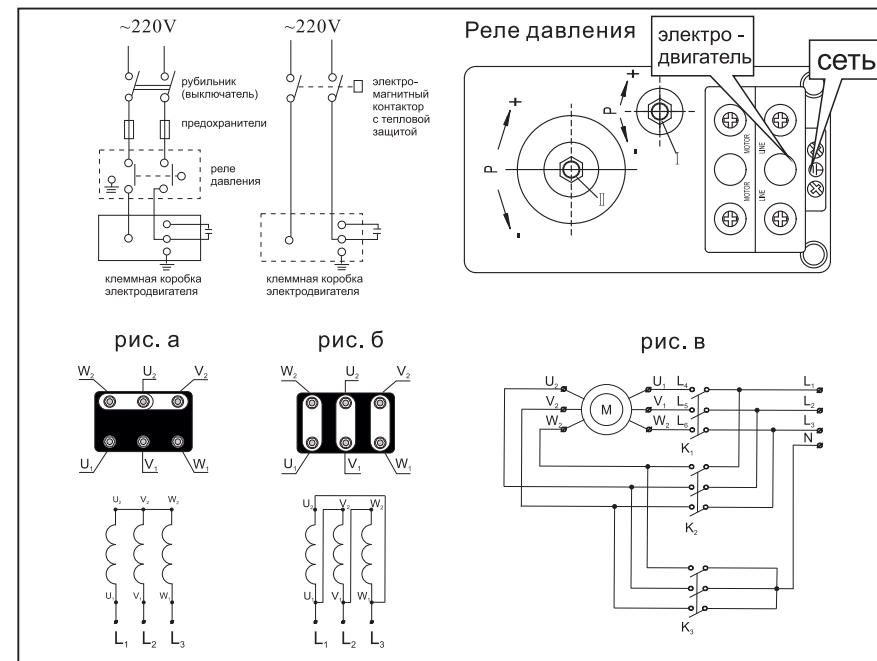 ~220V
рубильник
(выключатель)
предохранители
реле
давления
клеммная коробка
электродвигателя
~220V
электро-
магнитный
контактор
с тепловой
защитой
клеммная коробка
электродвигателя
Реле давления
электро -
двигатель
сеть
+
P
-
II
+
P
-
I
MOTOR
MOTOR
LINE
LINE
рис. а
W₂ U₂ V₂
U₁ V₁ W₁
U₂ V₂ W₂
U₁ V₁ W₁
L₁ L₂ L₃
рис. б
W₂ U₂ V₂
U₁ V₁ W₁
U₂ V₂ W₂
U₁ V₁ W₁
L₁ L₂ L₃
рис. в
U₂ U₁ L₄ L₁
V₂ M V₁ L₅ L₂
W₂ W₂ L₆ L₃
N
K₁
K₂
K₃